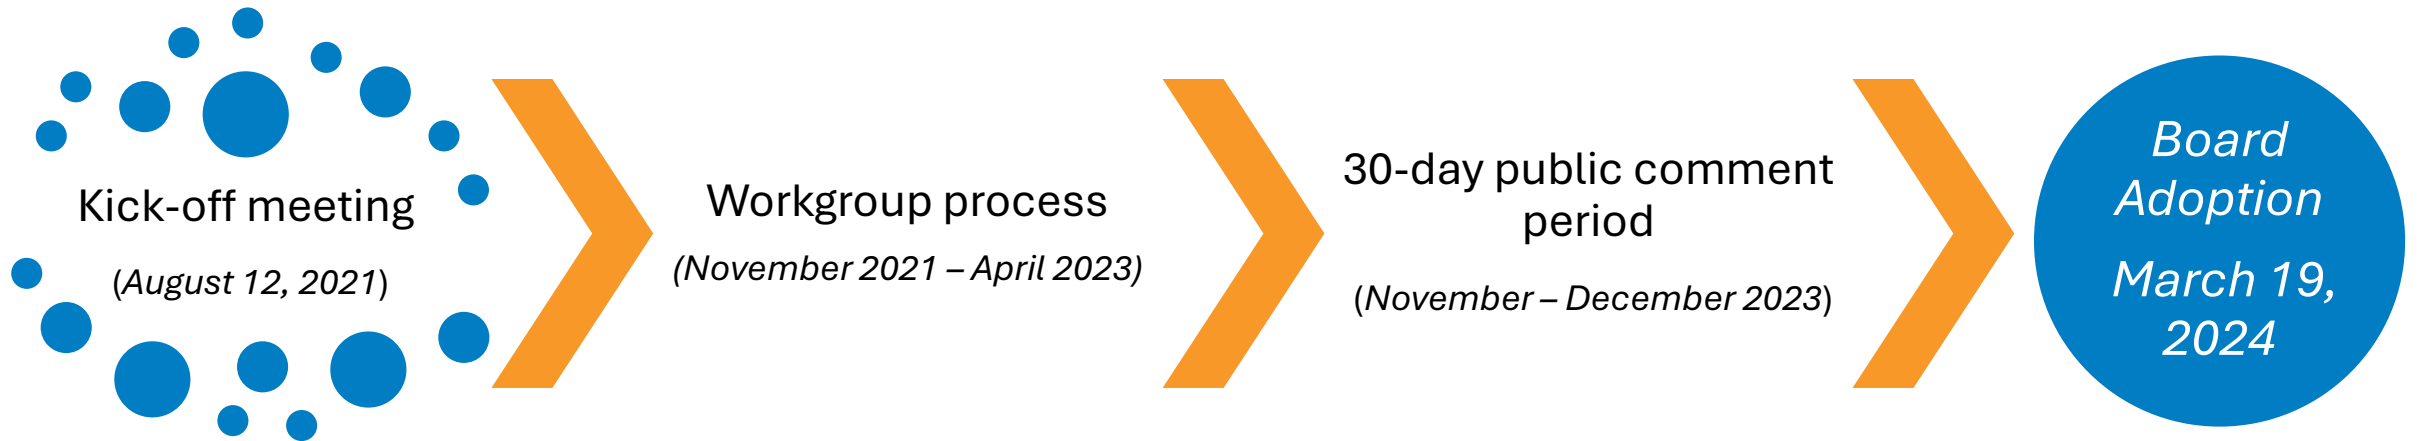 Kick-off meeting
(August 12, 2021)
Workgroup process
(November 2021 – April 2023)
30-day public comment
period
(November – December 2023)
Board
Adoption
March 19,
2024